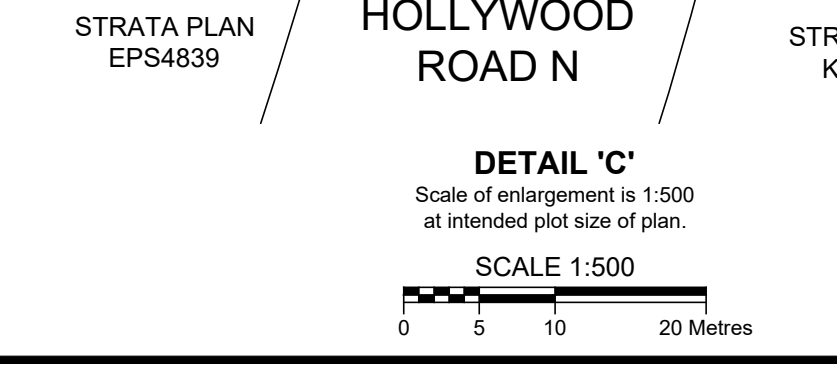 STRATA PLAN
EPS4839
HOLLYWOOD
ROAD N
STR
K
DETAIL 'C'
Scale of enlargement is 1:500
at intended plot size of plan.
SCALE 1:500
0 5 10 20 Metres